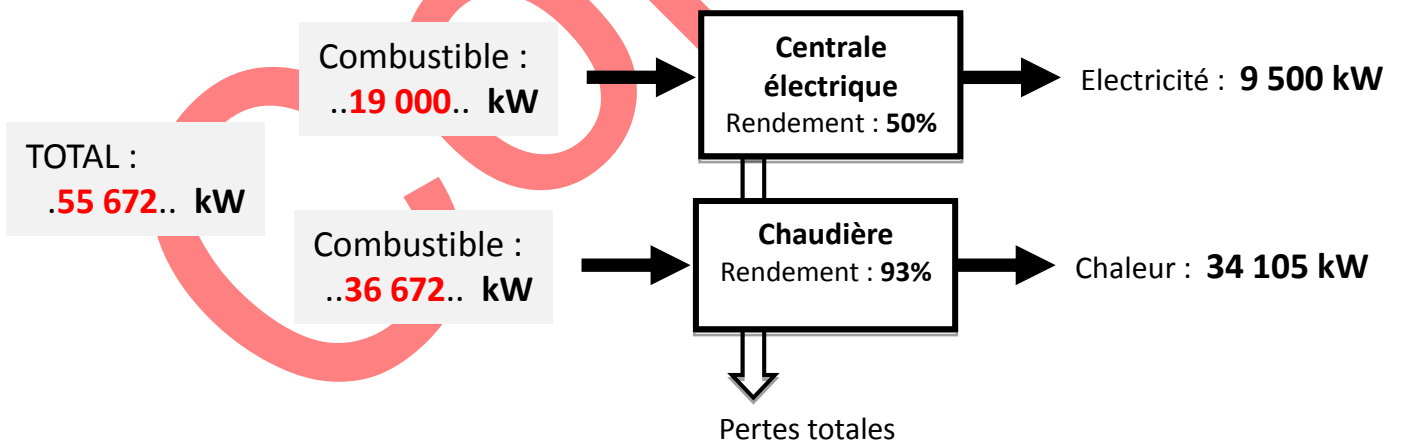 Combustible :
..19 000.. kW
Centrale
électrique
Rendement : 50%
Electricité : 9 500 kW
TOTAL :
.55 672.. kW
Combustible :
..36 672.. kW
Chaudière
Rendement : 93%
Chaleur : 34 105 kW
Pertes totales